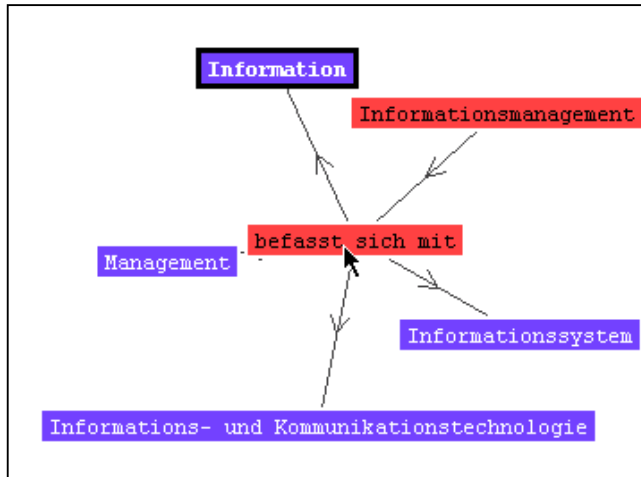 Information
Informationsmanagement
befasst sich mit
Management
Informationssystem
Informations- und Kommunikationstechnologie